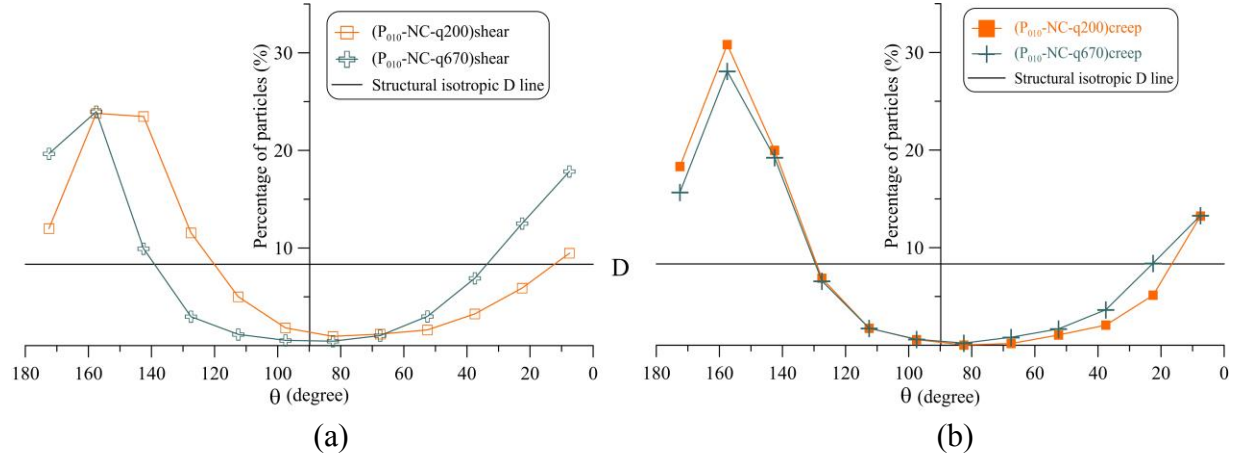 (P010-NC-q200)shear
(P010-NC-q670)shear
Structural isotropic D line
Percentage of particles (%)
30
20
10
180 160 140 120 100 80 60 40 20 0
θ (degree)
(a)
D
(P010-NC-q200)creep
(P010-NC-q670)creep
Structural isotropic D line
Percentage of particles (%)
30
20
10
180 160 140 120 100 80 60 40 20 0
θ (degree)
(b)